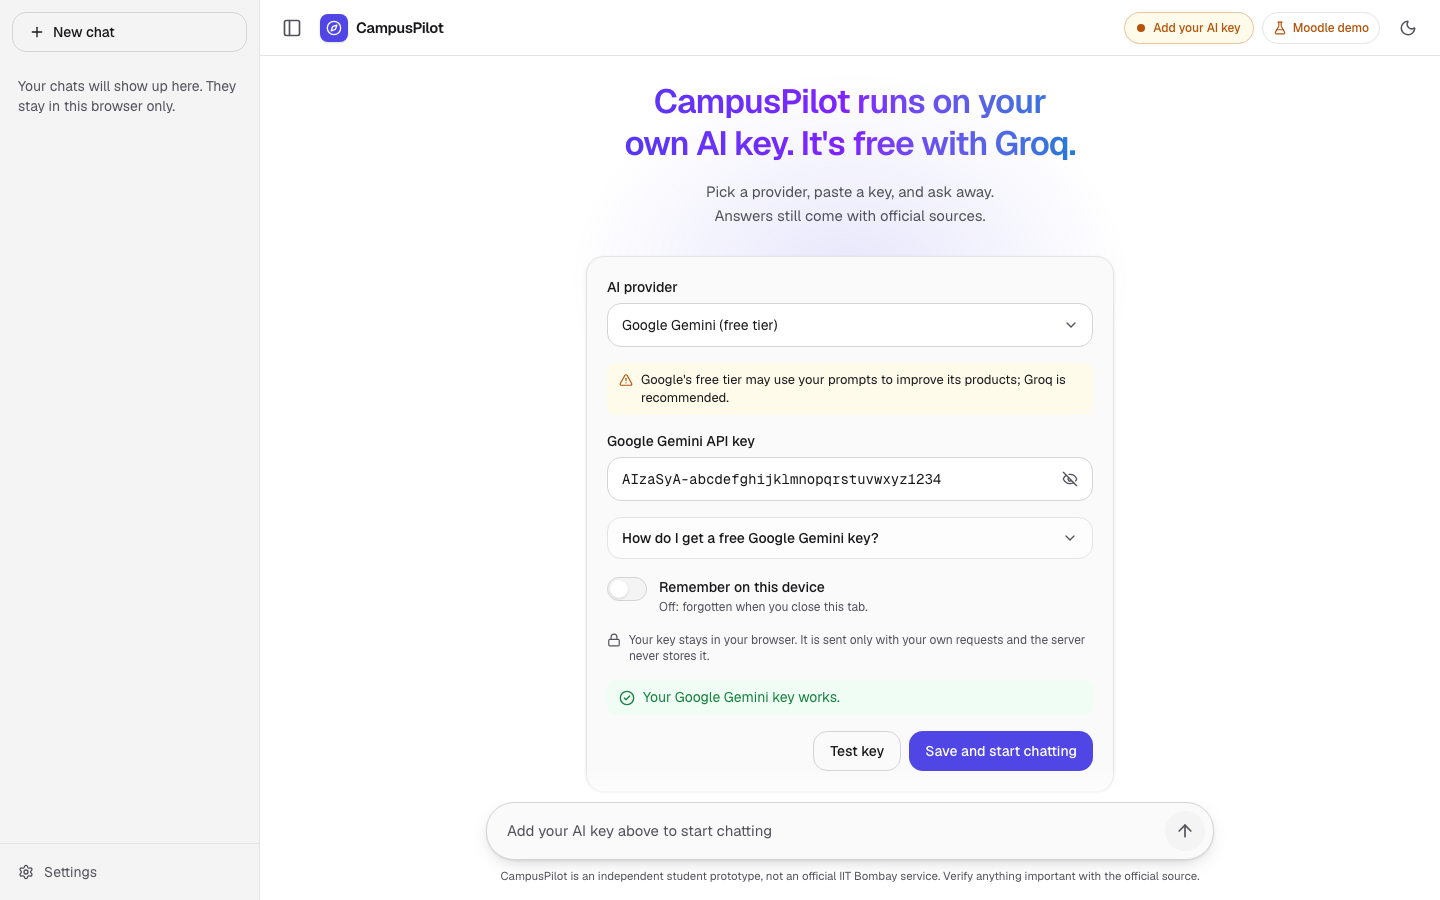 New chat
Your chats will show up here. They
stay in this browser only.
Settings
CampusPilot
Add your AI key
Moodle demo
CampusPilot runs on your
own AI key. It's free with Groq.
Pick a provider, paste a key, and ask away.
Answers still come with official sources.
AI provider
Google Gemini (free tier)
Google's free tier may use your prompts to improve its products; Groq is
recommended.
Google Gemini API key
AIzaSyA-abcdefghijklmnopqrstuvwxyz1234
How do I get a free Google Gemini key?
Remember on this device
Off: forgotten when you close this tab.
Your key stays in your browser. It is sent only with your own requests and the server
never stores it.
Your Google Gemini key works.
Test key
Save and start chatting
Add your AI key above to start chatting
CampusPilot is an independent student prototype, not an official IIT Bombay service. Verify anything important with the official source.